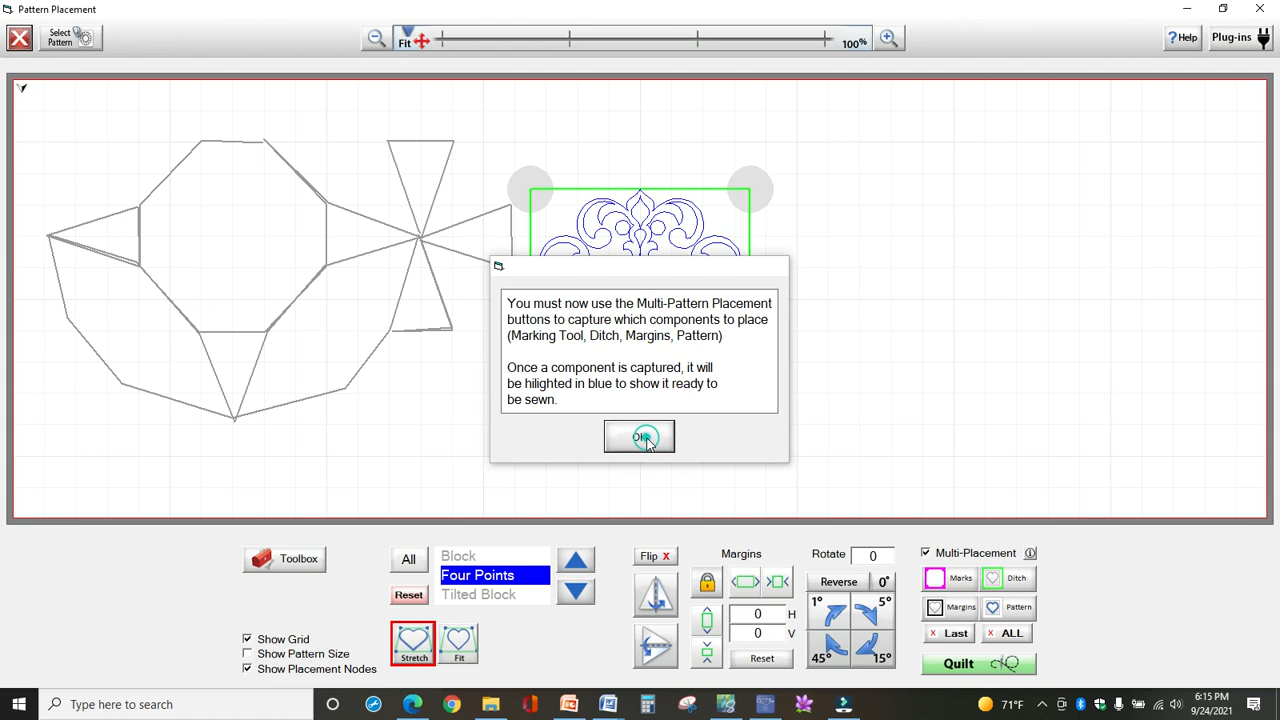 Pattern Placement
Select
Pattern
Fit
100%
?Help
Plug-ins
You must now use the Multi-Pattern Placement
buttons to capture which components to place
(Marking Tool, Ditch, Margins, Pattern)
Once a component is captured, it will
be hilighted in blue to show it ready to
be sewn.
Toolbox
All
Block
Four Points
Tilted Block
Reset
Flip x
Margins
Rotate 0
Multi-Placement
Reverse 0°
Marks
Ditch
1° 5°
45° 15°
0 H
0 V
Reset
Margins
Pattern
x Last
x ALL
Show Grid
Show Pattern Size
Show Placement Nodes
Stretch
Fit
Quilt
Type here to search
71°F
6:15 PM
9/24/2021